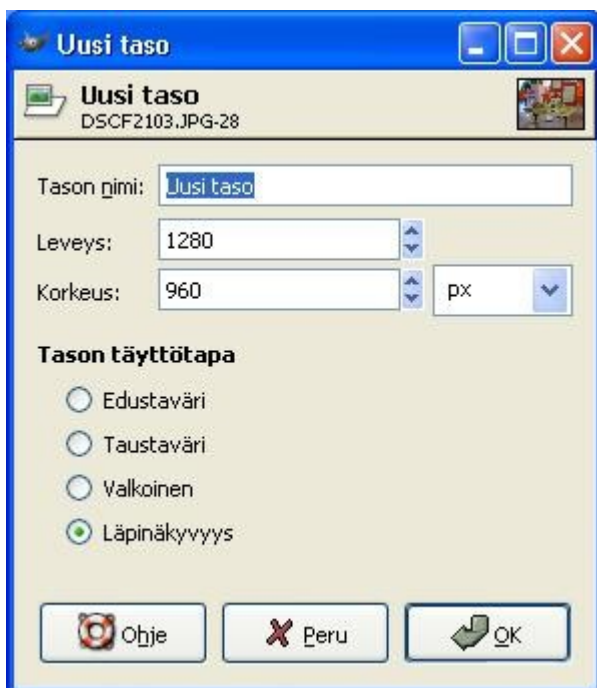 Uusi taso
Uusi taso
DSCF2103.JPG-28
Tason nimi: Uusi taso
Leveys: 1280
Korkeus: 960 px
Tason täyttötapa
Edustaväri
Taustaväri
Valkoinen
Läpinäkyvyys
Ohje Peru OK